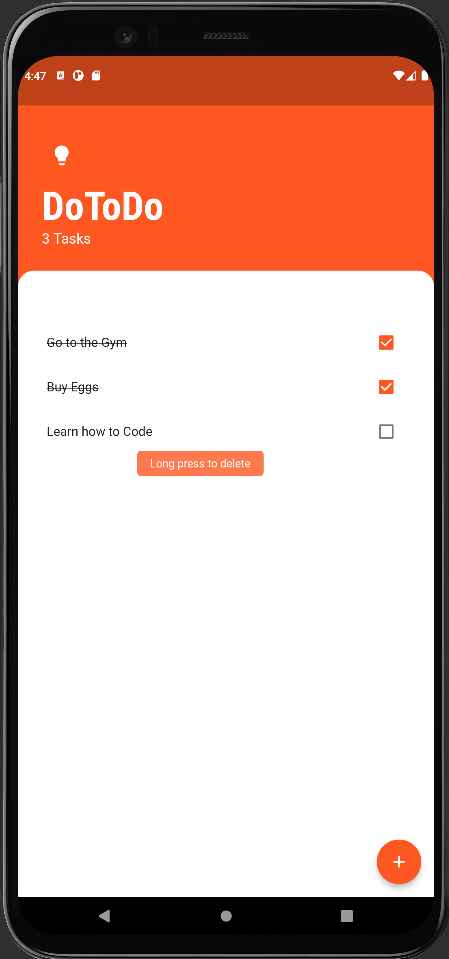 4:47
DoToDo
3 Tasks
Go to the Gym
Buy Eggs
Learn how to Code
Long press to delete
+